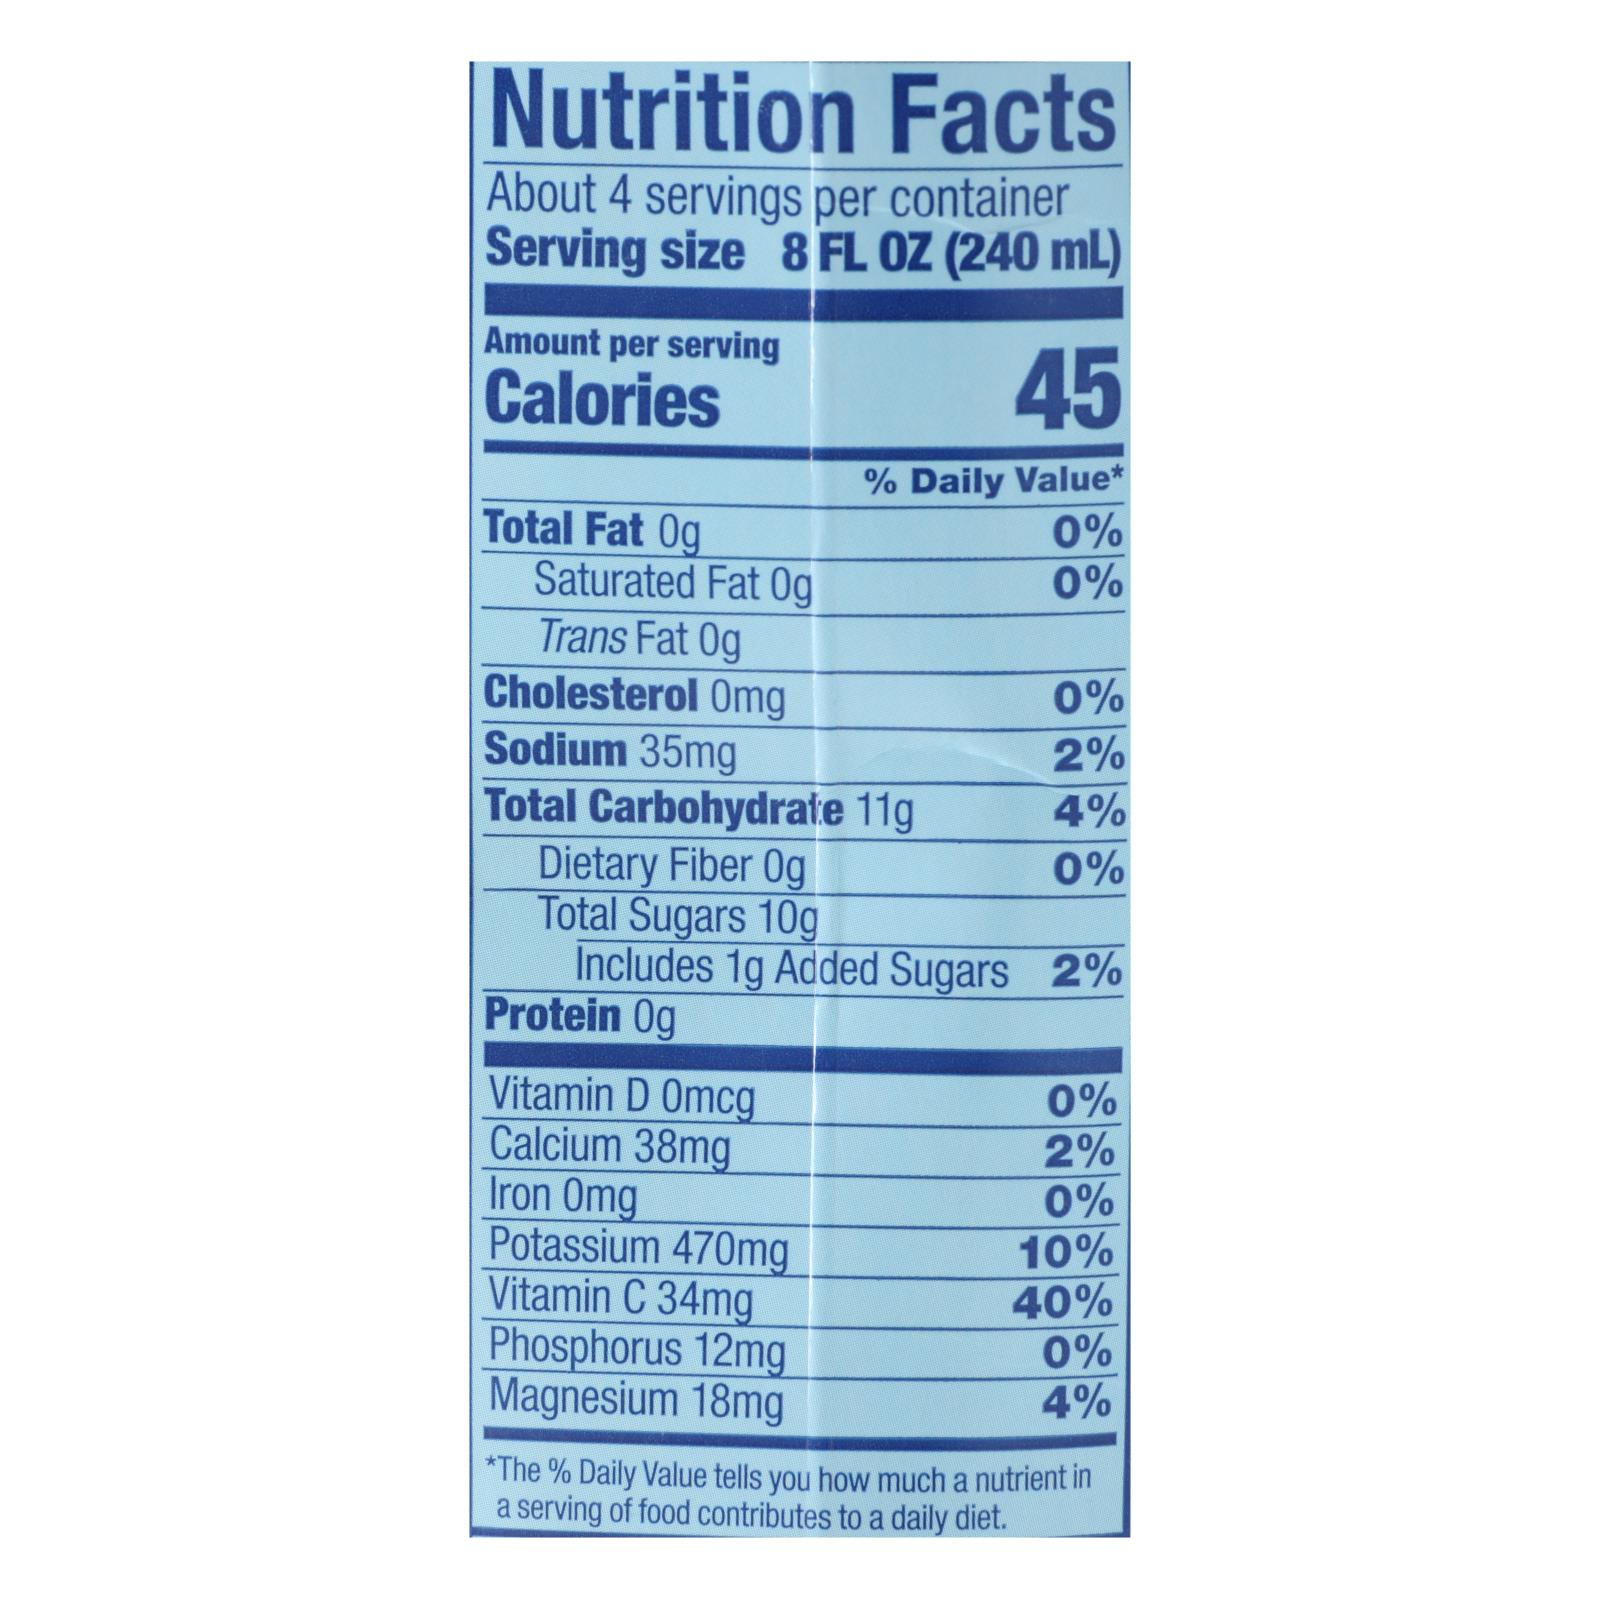 Nutrition Facts
About 4 servings per container
Serving size 8 FL OZ (240 mL)
Amount per serving
Calories 45
% Daily Value*
Total Fat 0g 0%
Saturated Fat 0g 0%
Trans Fat 0g
Cholesterol 0mg 0%
Sodium 35mg 2%
Total Carbohydrate 11g 4%
Dietary Fiber 0g 0%
Total Sugars 10g
Includes 1g Added Sugars 2%
Protein 0g
Vitamin D 0mcg 0%
Calcium 38mg 2%
Iron 0mg 0%
Potassium 470mg 10%
Vitamin C 34mg 40%
Phosphorus 12mg 0%
Magnesium 18mg 4%
*The % Daily Value tells you how much a nutrient in
a serving of food contributes to a daily diet.